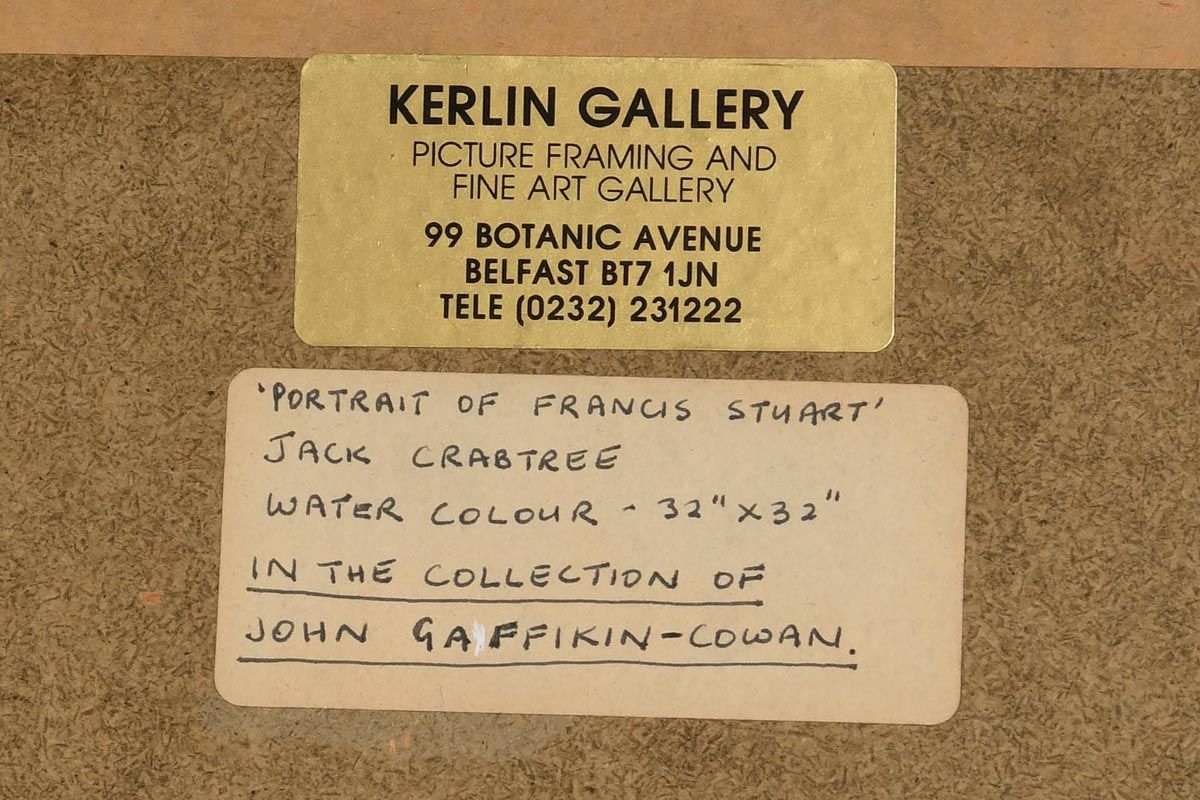 KERLIN GALLERY
PICTURE FRAMING AND
FINE ART GALLERY
99 BOTANIC AVENUE
BELFAST BT7 1JN
TELE (0232) 231222
'PORTRAIT OF FRANCIS STUART'
JACK CRABTREE
WATER COLOUR - 32" X 32"
IN THE COLLECTION OF
JOHN GAFFIKIN-COWAN.